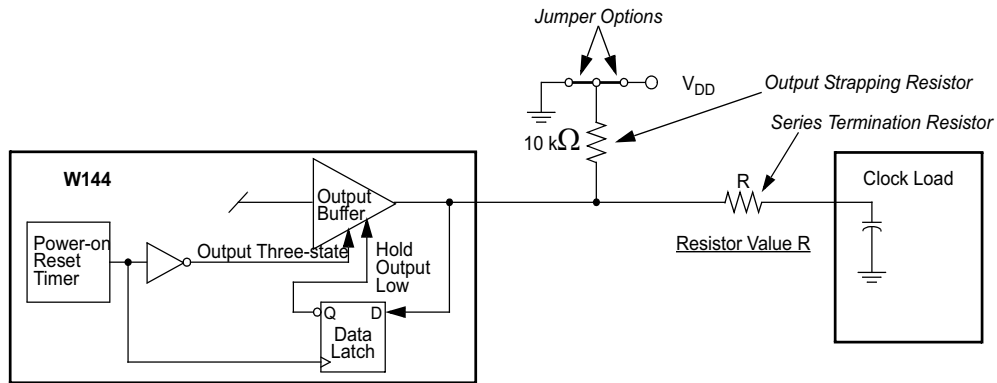 Jumper Options
VDD
Output Strapping Resistor
10 kΩ
Series Termination Resistor
W144
Output
Buffer
R
Clock Load
Power-on
Reset
Timer
Output Three-state
Hold
Output
Low
Resistor Value R
Q D
Data
Latch